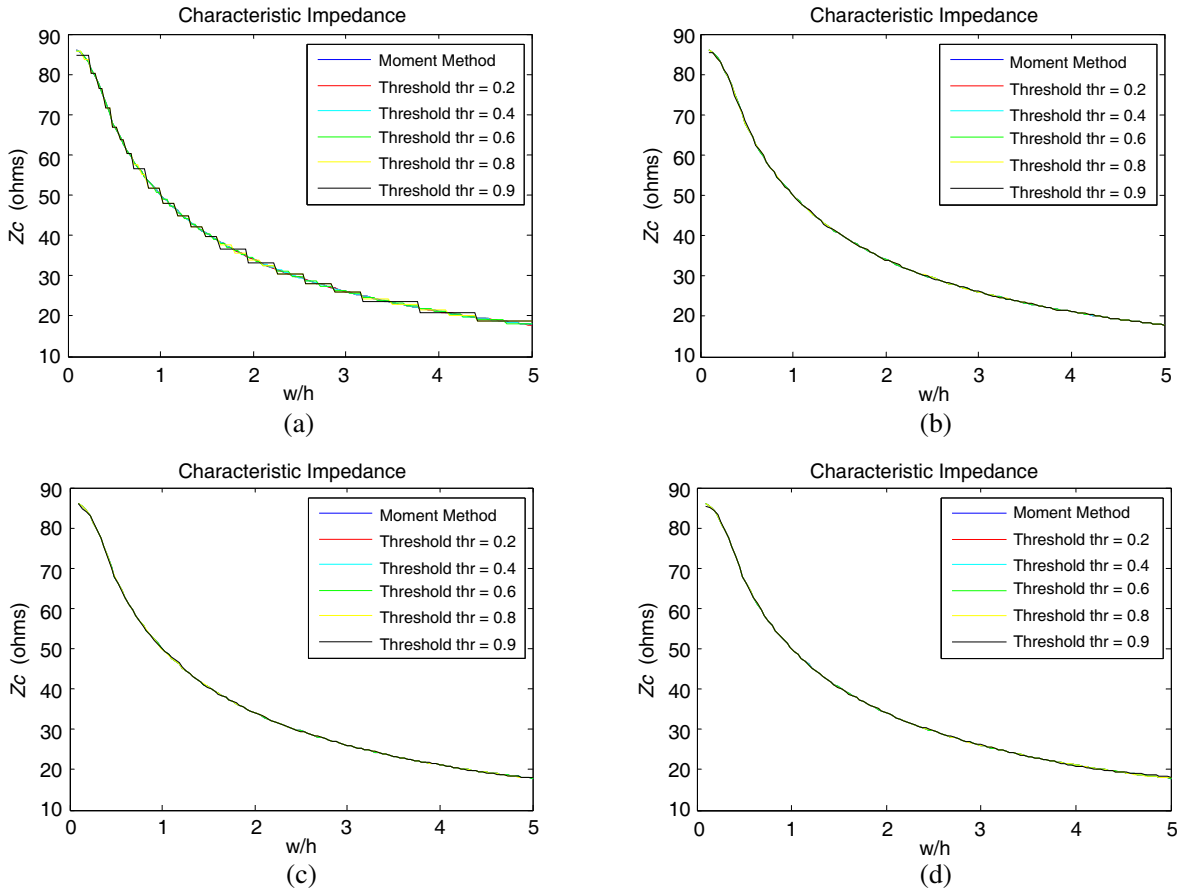 Characteristic Impedance
90
80
70
60
50
40
30
20
10
Zc (ohms)
Moment Method
Threshold thr = 0.2
Threshold thr = 0.4
Threshold thr = 0.6
Threshold thr = 0.8
Threshold thr = 0.9
0 1 2 3 4 5
w/h
(a)
Characteristic Impedance
90
80
70
60
50
40
30
20
10
Zc (ohms)
Moment Method
Threshold thr = 0.2
Threshold thr = 0.4
Threshold thr = 0.6
Threshold thr = 0.8
Threshold thr = 0.9
0 1 2 3 4 5
w/h
(b)
Characteristic Impedance
90
80
70
60
50
40
30
20
10
Zc (ohms)
Moment Method
Threshold thr = 0.2
Threshold thr = 0.4
Threshold thr = 0.6
Threshold thr = 0.8
Threshold thr = 0.9
0 1 2 3 4 5
w/h
(c)
Characteristic Impedance
90
80
70
60
50
40
30
20
10
Zc (ohms)
Moment Method
Threshold thr = 0.2
Threshold thr = 0.4
Threshold thr = 0.6
Threshold thr = 0.8
Threshold thr = 0.9
0 1 2 3 4 5
w/h
(d)